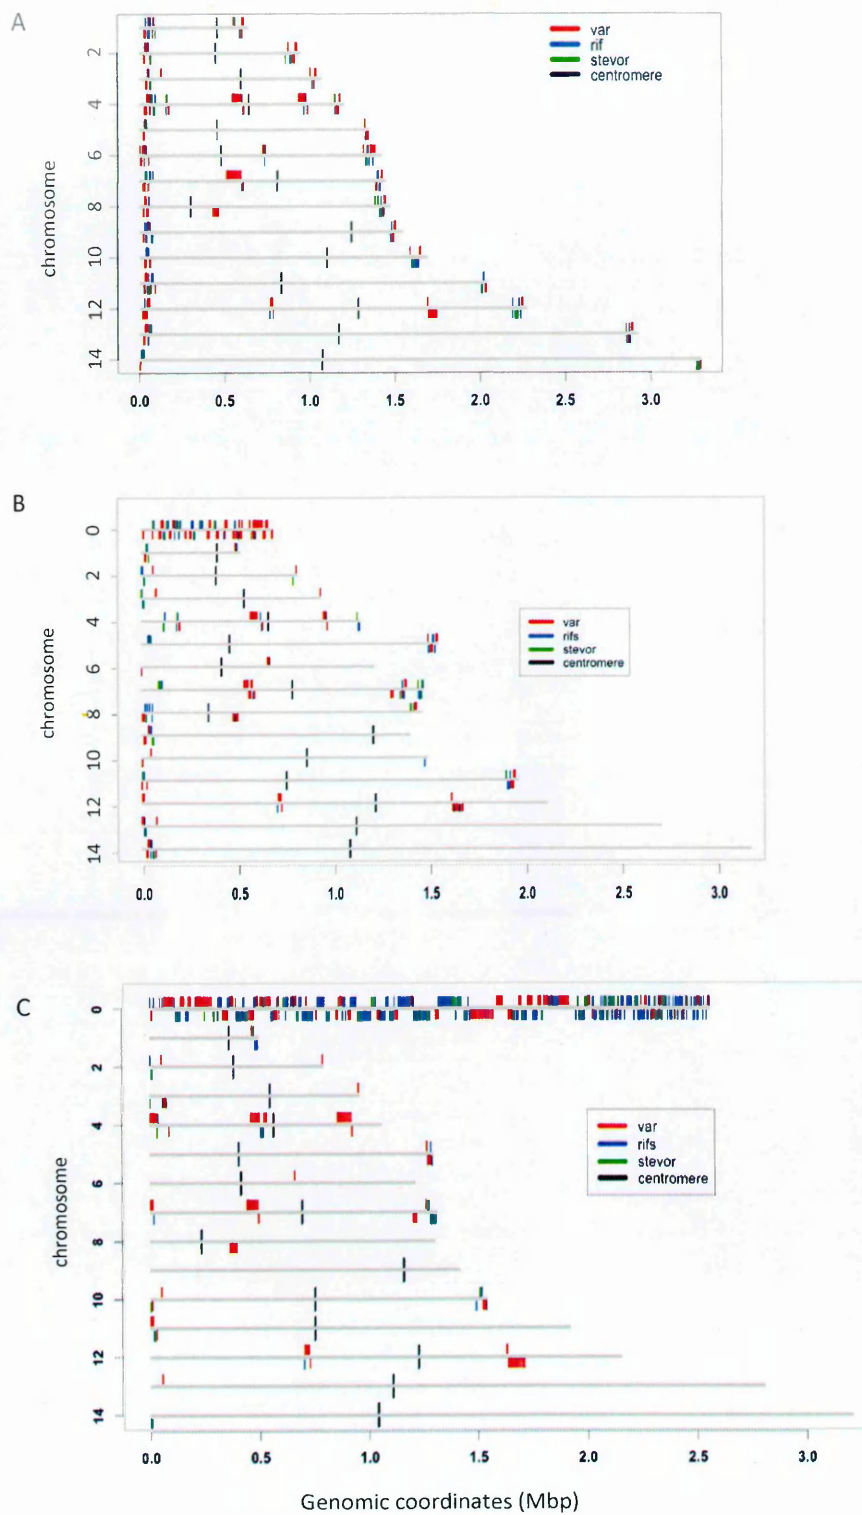 A
var
rif
stevor
centromere
chromosome
2
4
6
8
10
12
14
0.0 0.5 1.0 1.5 2.0 2.5 3.0
B
var
rifs
stevor
centromere
chromosome
0
2
4
6
8
10
12
14
0.0 0.5 1.0 1.5 2.0 2.5 3.0
C
var
rifs
stevor
centromere
chromosome
0
2
4
6
8
10
12
14
0.0 0.5 1.0 1.5 2.0 2.5 3.0
Genomic coordinates (Mbp)